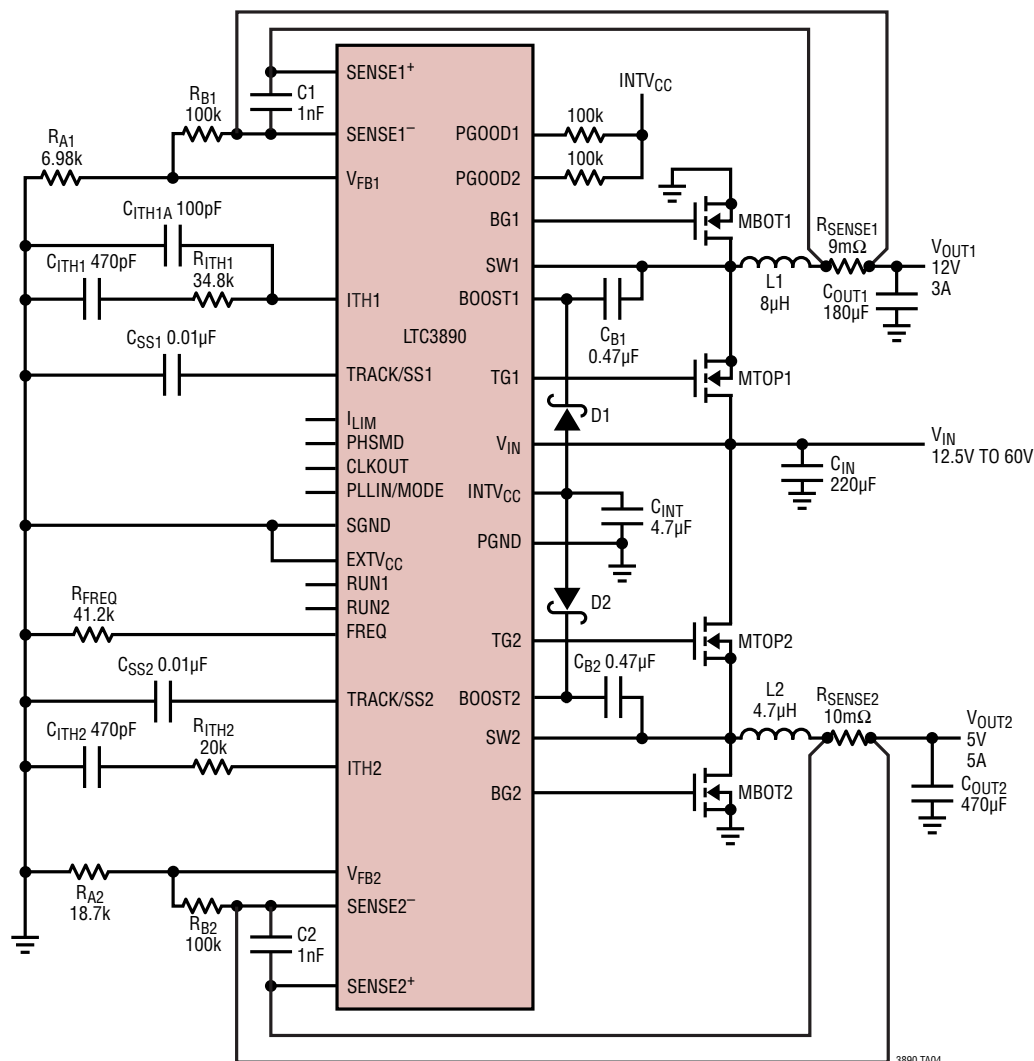 SENSE1+
RB1
100k
C1
1nF
SENSE1–
RA1
6.98k
VFB1
CITH1A 100pF
CITH1 470pF
RITH1
34.8k
ITH1
CSS1 0.01µF
TRACK/SS1
ILIM
PHSMD
CLKOUT
PLLIN/MODE
SGND
EXTVCC
RUN1
RUN2
RFREQ
41.2k
FREQ
CSS2 0.01µF
TRACK/SS2
CITH2 470pF
RITH2
20k
ITH2
VFB2
RA2
18.7k
SENSE2–
RB2
100k
C2
1nF
SENSE2+
LTC3890
INTVCC
PGOOD1
100k
PGOOD2
100k
BG1
MBOT1
SW1
L1
8µH
RSENSE1
9mΩ
VOUT1
12V
3A
COUT1
180µF
BOOST1
CB1
0.47µF
TG1
MTOP1
D1
VIN
VIN
12.5V TO 60V
CIN
220µF
INTVCC
CINT
4.7µF
PGND
D2
TG2
MTOP2
CB2 0.47µF
BOOST2
SW2
L2
4.7µH
RSENSE2
10mΩ
VOUT2
5V
5A
COUT2
470µF
BG2
MBOT2
3890 TA04